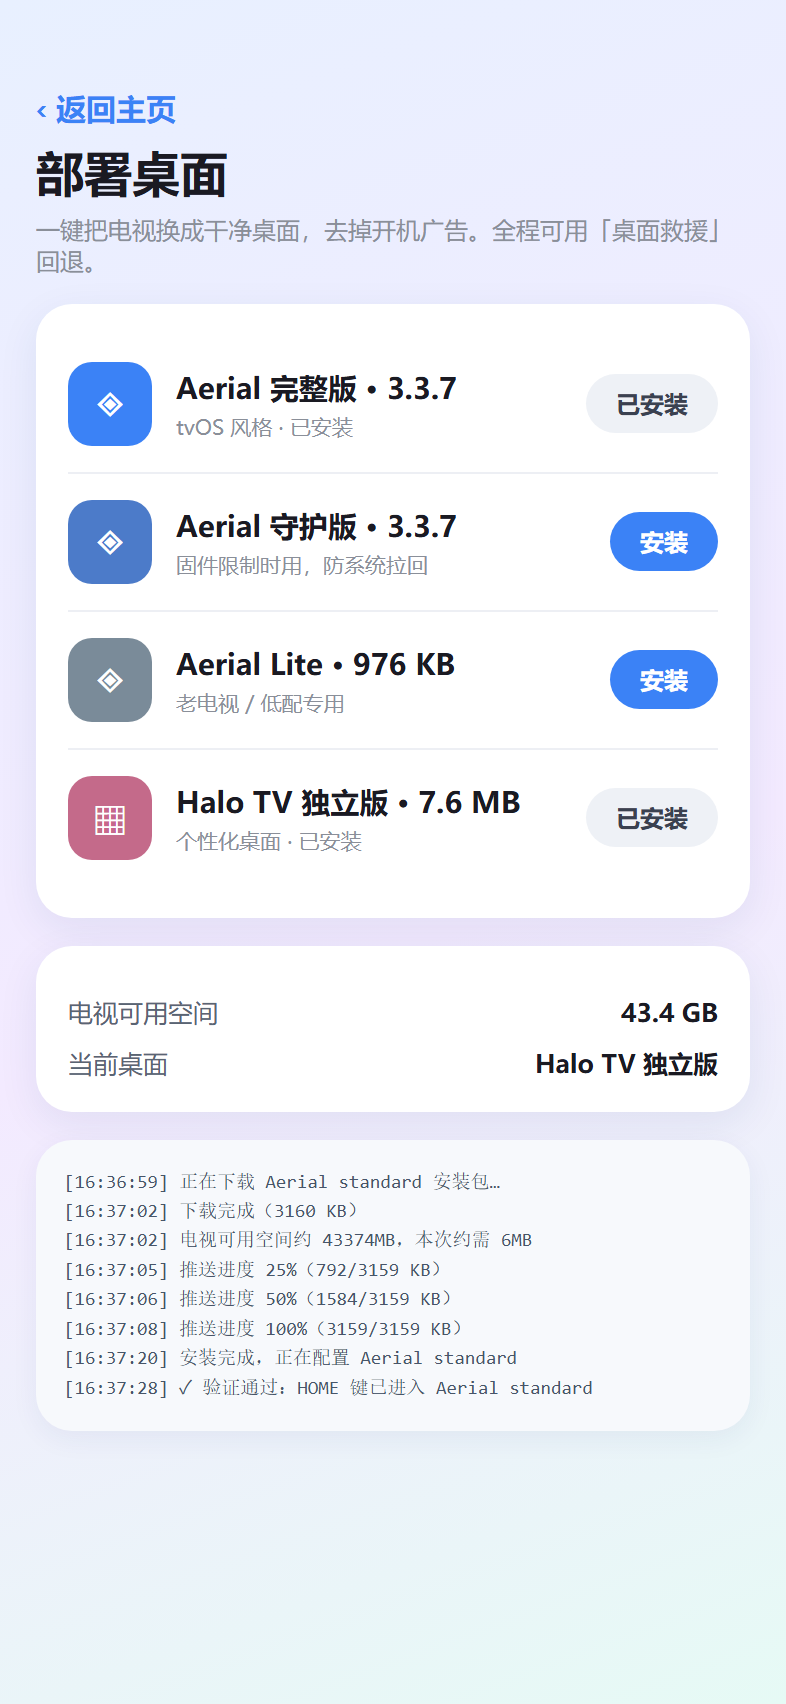 ‹ 返回主页
部署桌面
一键把电视换成干净桌面，去掉开机广告。全程可用「桌面救援」
回退。
Aerial 完整版 • 3.3.7
tvOS 风格 · 已安装
已安装
Aerial 守护版 • 3.3.7
固件限制时用，防系统拉回
安装
Aerial Lite • 976 KB
老电视 / 低配专用
安装
Halo TV 独立版 • 7.6 MB
个性化桌面 · 已安装
已安装
电视可用空间 43.4 GB
当前桌面 Halo TV 独立版
[16:36:59] 正在下载 Aerial standard 安装包…
[16:37:02] 下载完成（3160 KB）
[16:37:02] 电视可用空间约 43374MB，本次约需 6MB
[16:37:05] 推送进度 25%（792/3159 KB）
[16:37:06] 推送进度 50%（1584/3159 KB）
[16:37:08] 推送进度 100%（3159/3159 KB）
[16:37:20] 安装完成，正在配置 Aerial standard
[16:37:28] ✓ 验证通过：HOME 键已进入 Aerial standard